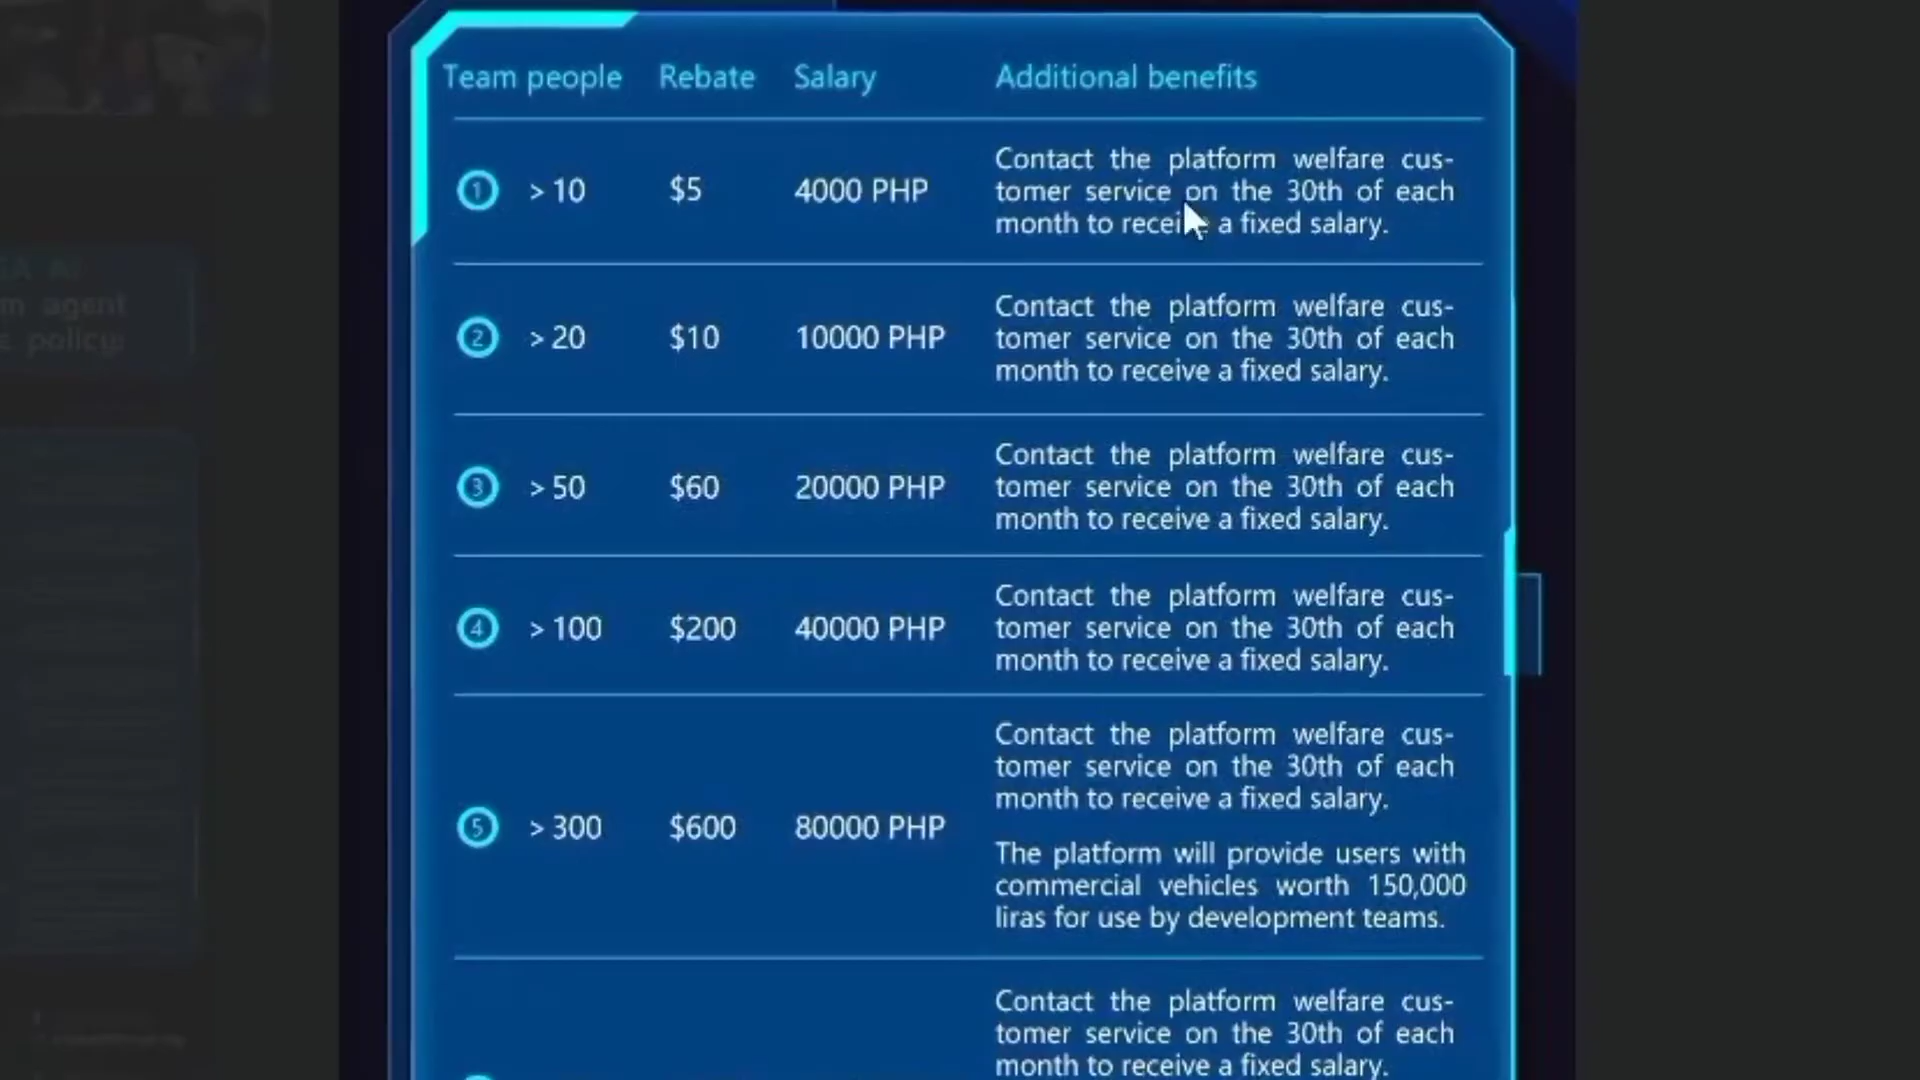 Team people Rebate Salary Additional benefits
① > 10 $5 4000 PHP
Contact the platform welfare cus-
tomer service on the 30th of each
month to receive a fixed salary.
② > 20 $10 10000 PHP
Contact the platform welfare cus-
tomer service on the 30th of each
month to receive a fixed salary.
③ > 50 $60 20000 PHP
Contact the platform welfare cus-
tomer service on the 30th of each
month to receive a fixed salary.
④ > 100 $200 40000 PHP
Contact the platform welfare cus-
tomer service on the 30th of each
month to receive a fixed salary.
⑤ > 300 $600 80000 PHP
Contact the platform welfare cus-
tomer service on the 30th of each
month to receive a fixed salary.
The platform will provide users with
commercial vehicles worth 150,000
liras for use by development teams.
Contact the platform welfare cus-
tomer service on the 30th of each
month to receive a fixed salary.
agent
policy